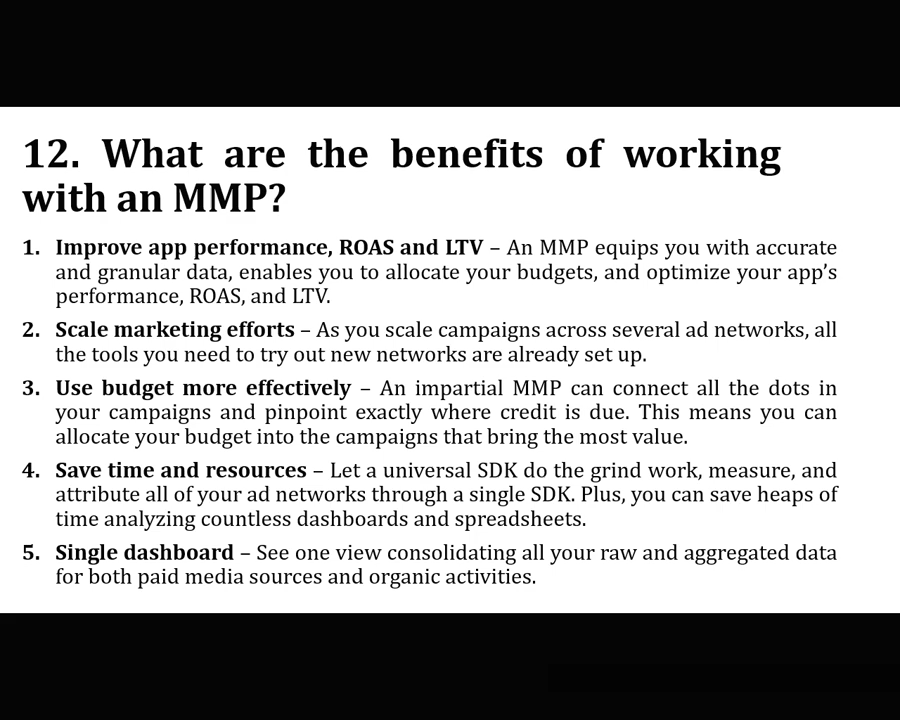 12. What are the benefits of working
with an MMP?
1. Improve app performance, ROAS and LTV – An MMP equips you with accurate
and granular data, enables you to allocate your budgets, and optimize your app’s
performance, ROAS, and LTV.
2. Scale marketing efforts – As you scale campaigns across several ad networks, all
the tools you need to try out new networks are already set up.
3. Use budget more effectively – An impartial MMP can connect all the dots in
your campaigns and pinpoint exactly where credit is due. This means you can
allocate your budget into the campaigns that bring the most value.
4. Save time and resources – Let a universal SDK do the grind work, measure, and
attribute all of your ad networks through a single SDK. Plus, you can save heaps of
time analyzing countless dashboards and spreadsheets.
5. Single dashboard – See one view consolidating all your raw and aggregated data
for both paid media sources and organic activities.